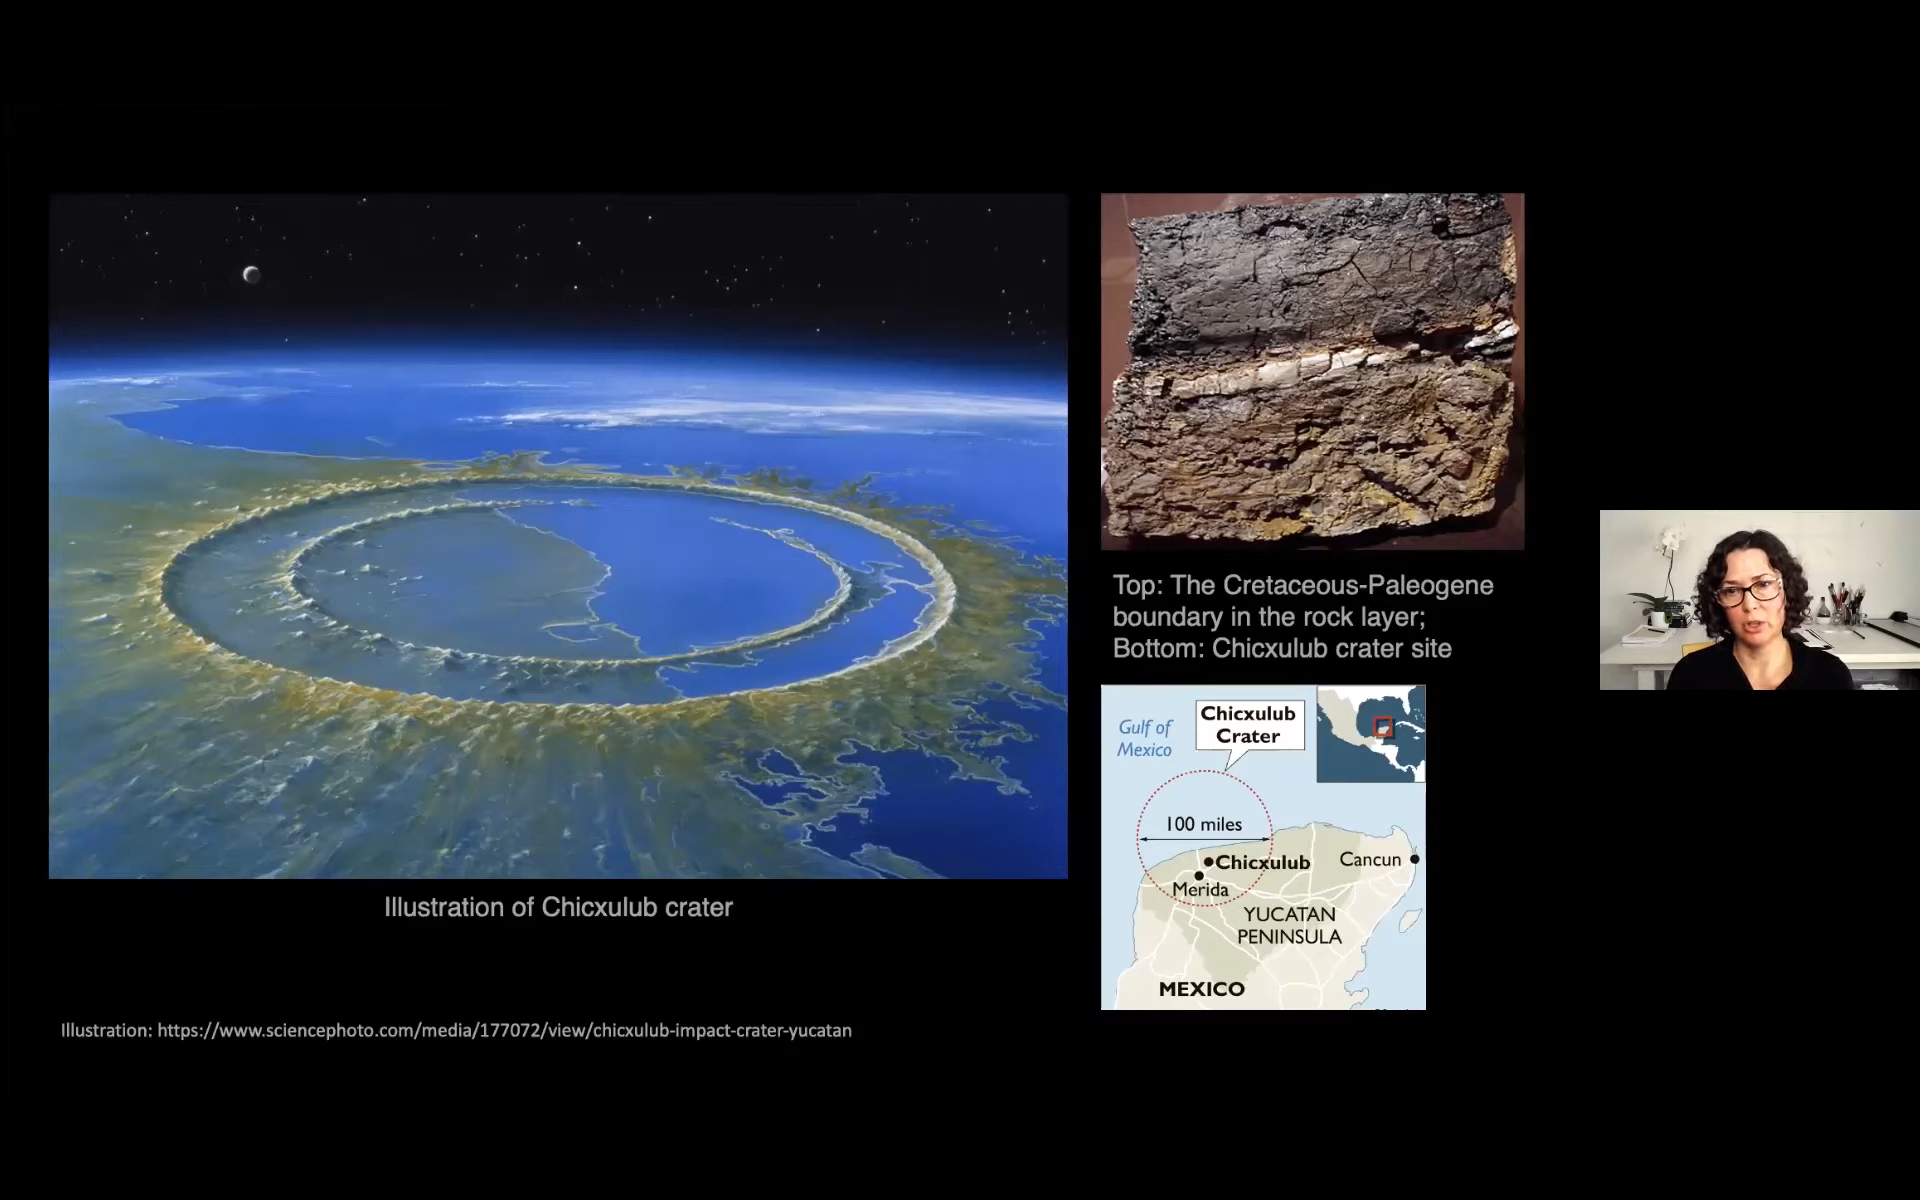 Illustration of Chicxulub crater
Illustration: https://www.sciencephoto.com/media/177072/view/chicxulub-impact-crater-yucatan
Top: The Cretaceous-Paleogene
boundary in the rock layer;
Bottom: Chicxulub crater site
Gulf of
Mexico
Chicxulub
Crater
100 miles
Chicxulub
Cancun
Merida
YUCATAN
PENINSULA
MEXICO